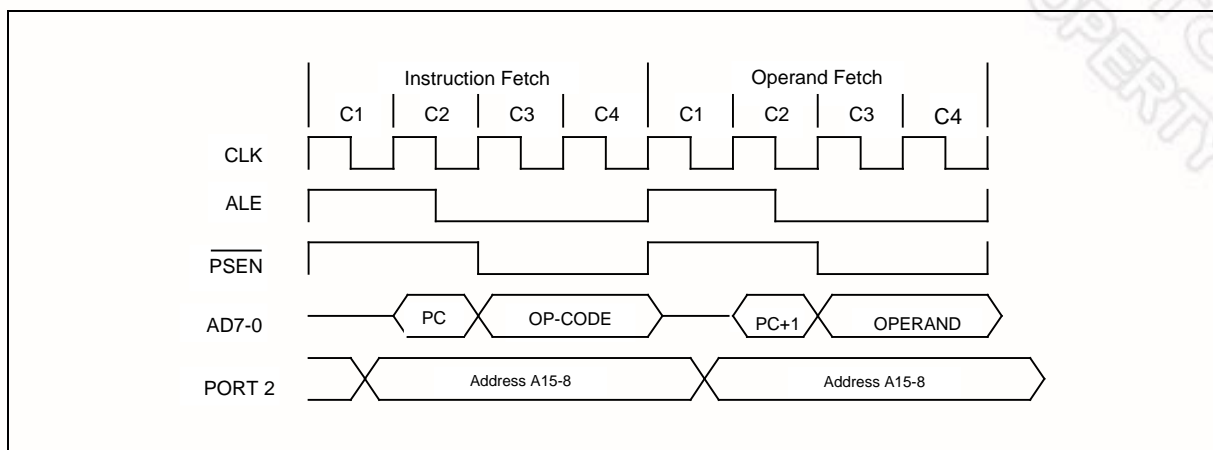 Instruction Fetch Operand Fetch
C1 C2 C3 C4 C1 C2 C3 C4
CLK
ALE
PSEN
AD7-0 PC OP-CODE PC+1 OPERAND
PORT 2 Address A15-8 Address A15-8